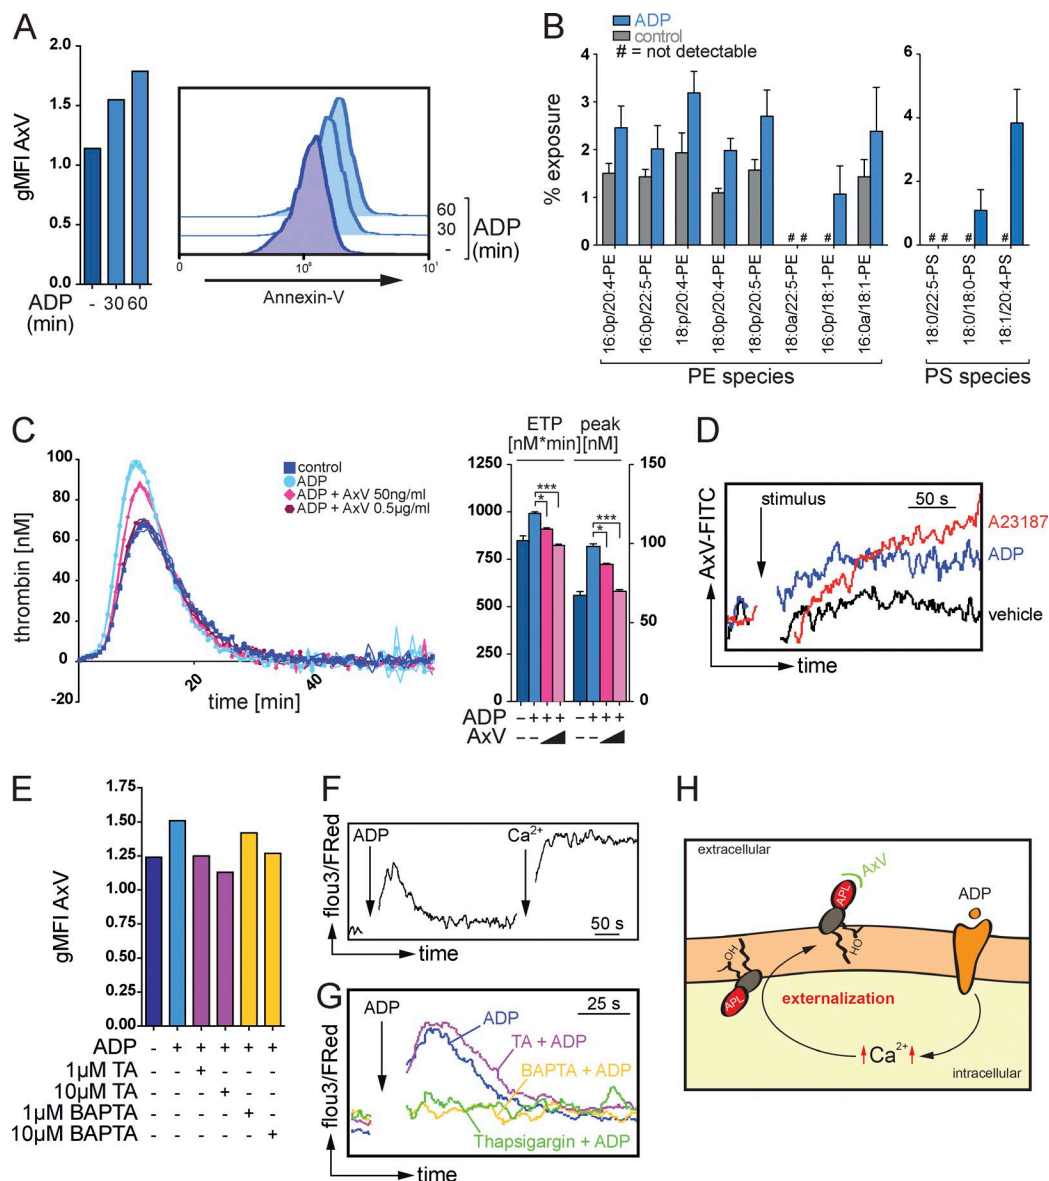 A
gMFI AxV
2.0
1.5
1.0
0.5
0.0
ADP
(min)
- 30 60
60
30
-
ADP
(min)
0
10⁰
10¹
Annexin-V
B
ADP
control
# = not detectable
% exposure
4
3
2
1
0
# # #
16:0p/20:4-PE
16:0p/22:5-PE
18:p/20:4-PE
18:0p/20:4-PE
18:0p/20:5-PE
18:0a/22:5-PE
16:0p/18:1-PE
16:0a/18:1-PE
PE species
6
4
2
0
# # # #
18:0/22:5-PS
18:0/18:0-PS
18:1/20:4-PS
PS species
C
thrombin [nM]
100
80
60
40
20
0
-20
20
40
time [min]
control
ADP
ADP + AxV 50ng/ml
ADP + AxV 0.5µg/ml
ETP
[nM*min]
peak
[nM]
1250
1000
750
500
250
0
150
100
50
0
***
*
***
*
ADP - + + + - + + +
AxV - - - -
D
AxV-FITC
stimulus
50 s
A23187
ADP
vehicle
time
E
gMFI AxV
1.75
1.50
1.25
1.00
0.75
0.50
0.25
0.00
ADP - + + + + +
1µM TA - - + - - -
10µM TA - - - + - -
1µM BAPTA - - - - + -
10µM BAPTA - - - - - +
F
flou3/FRed
ADP
Ca²⁺
50 s
time
G
flou3/FRed
ADP
25 s
ADP
TA + ADP
BAPTA + ADP
Thapsigargin + ADP
time
H
extracellular
AxV
APL
HO
ADP
OH
APL
externalization
Ca²⁺
intracellular